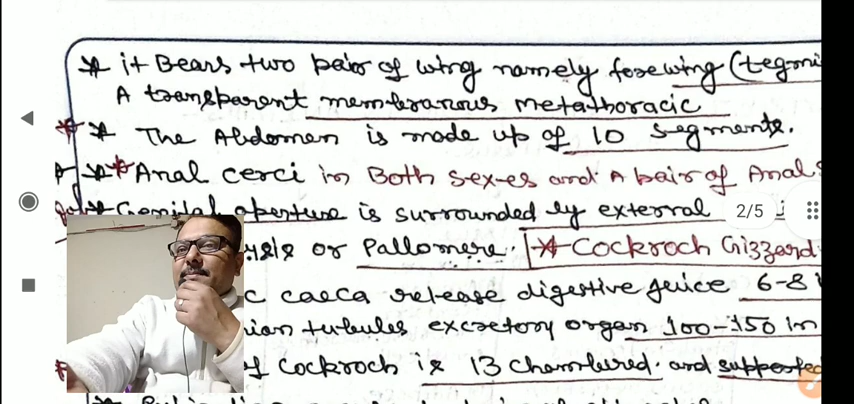 * it Bears two pair of wing namely forewing (tegmi
A transparent membranous Metathoracic
* * The Abdomen is made up of 10 segments.
* * Anal cerci in Both sexes and A pair of Anal
Genital aperture is surrounded by external 2/5
or Pallomere. * Cockroch Gizzard
c caeca release digestive juice 6-8
ian tubules excretory organ 100-150 in
of Cockroch is 13 chambered. and supported